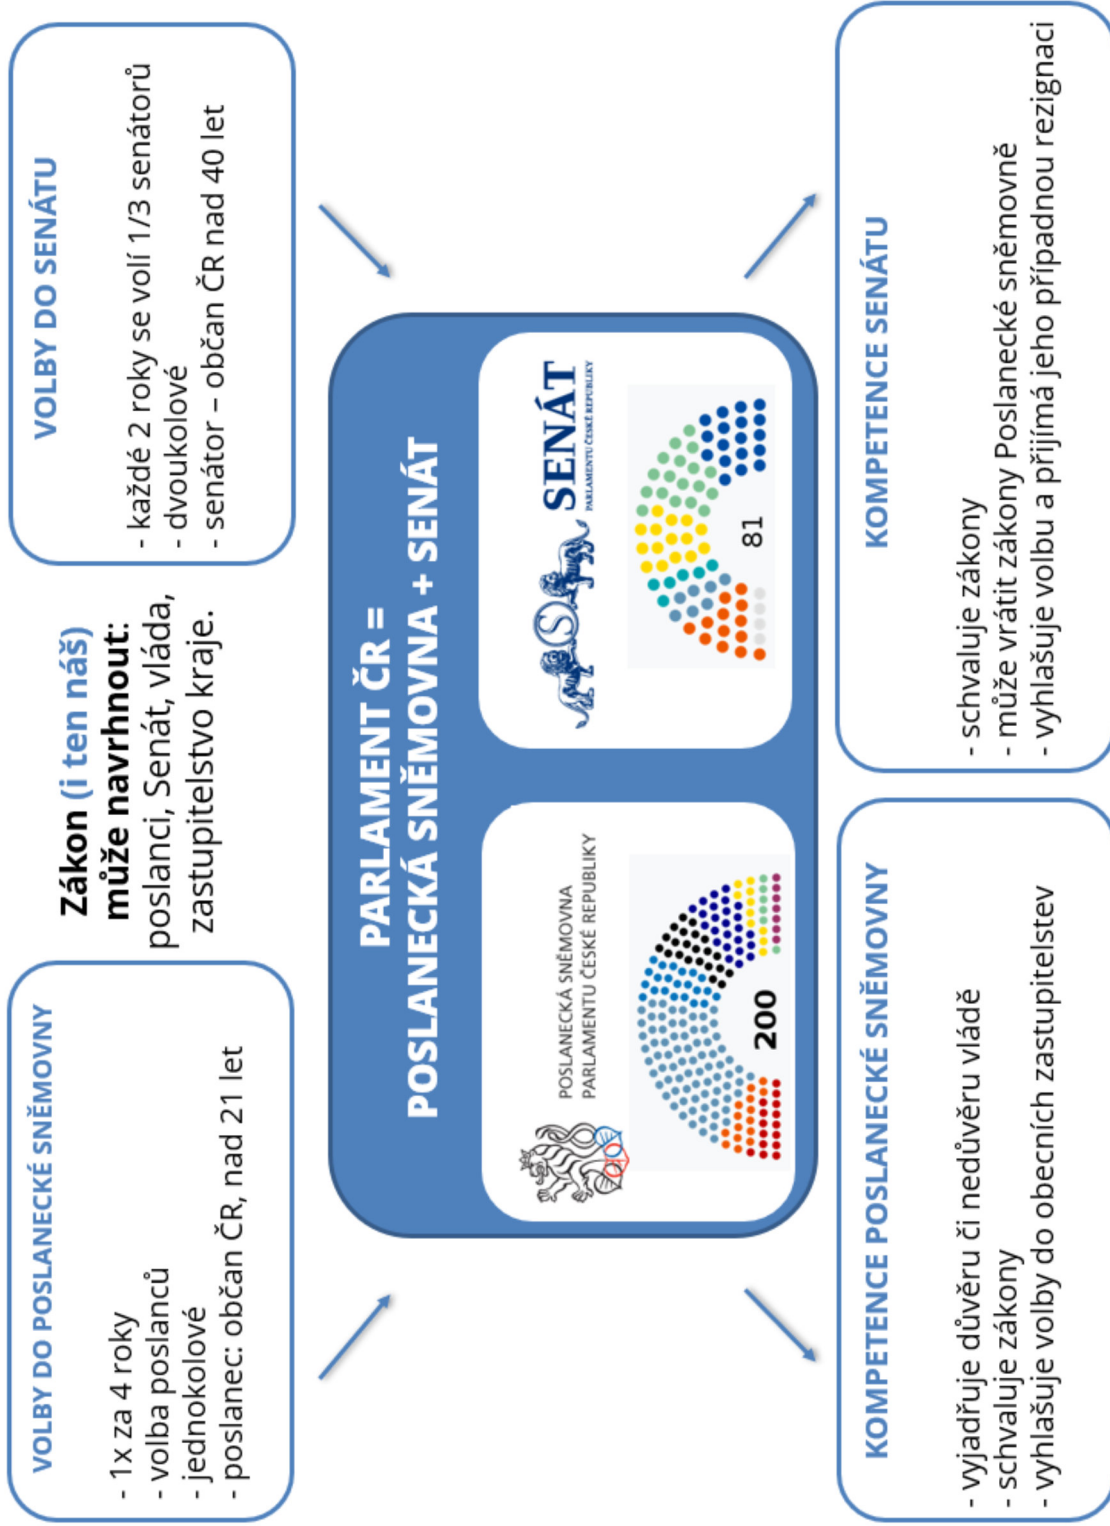 VOLBY DO POSLANECKÉ SNĚMOVNY
- 1x za 4 roky
- volba poslanců
- jednokolové
- poslanec: občan ČR, nad 21 let
Zákon (i ten náš)
může navrhnout:
poslanci, Senát, vláda,
zastupitelstvo kraje.
VOLBY DO SENÁTU
- každé 2 roky se volí 1/3 senátorů
- dvoukolové
- senátor – občan ČR nad 40 let
PARLAMENT ČR =
POSLANECKÁ SNĚMOVNA + SENÁT
POSLANECKÁ SNĚMOVNA
PARLAMENTU ČESKÉ REPUBLIKY
200
S
SENÁT
PARLAMENTU ČESKÉ REPUBLIKY
81
KOMPETENCE POSLANECKÉ SNĚMOVNY
- vyjadřuje důvěru či nedůvěru vládě
- schvaluje zákony
- vyhlašuje volby do obecních zastupitelstev
KOMPETENCE SENÁTU
- schvaluje zákony
- může vrátit zákony Poslanecké sněmovně
- vyhlašuje volbu a přijímá jeho případnou rezignaci